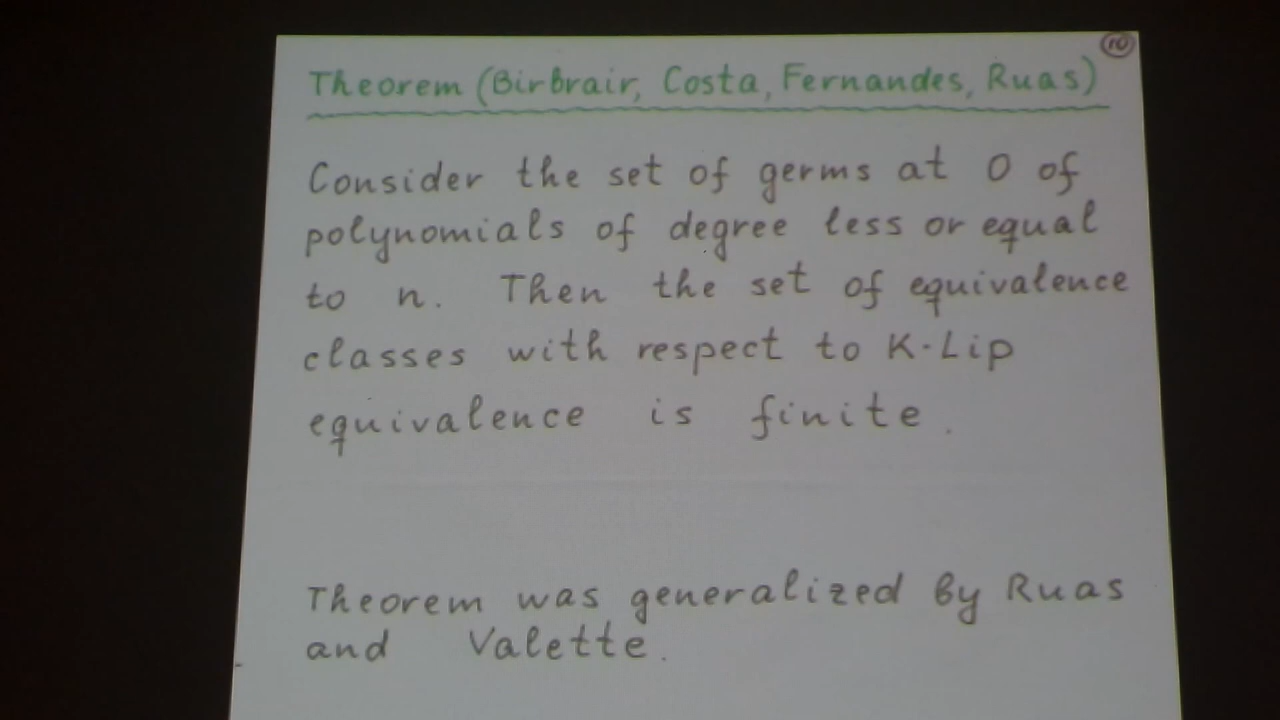 10
Theorem (Birbrair, Costa, Fernandes, Ruas)
Consider the set of germs at 0 of
polynomials of degree less or equal
to n. Then the set of equivalence
classes with respect to K-Lip
equivalence is finite.
Theorem was generalized by Ruas
and Valette.